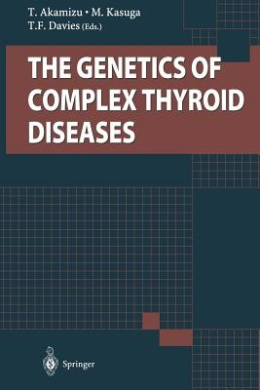 T. Akamizu • M. Kasuga
T.F. Davies (Eds.)
THE GENETICS OF
COMPLEX THYROID
DISEASES
Springer